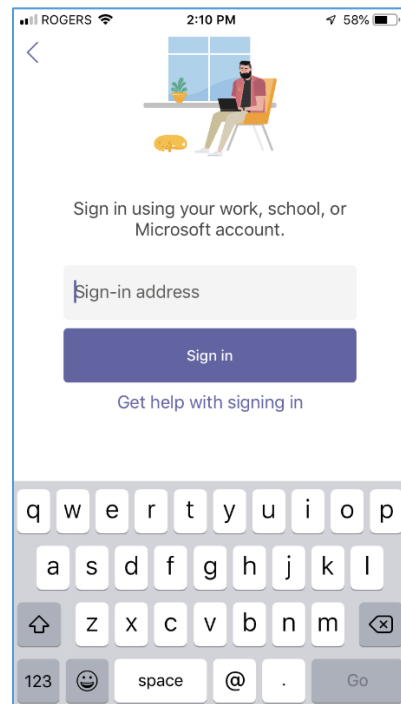 ROGERS 2:10 PM 58%
Sign in using your work, school, or
Microsoft account.
Sign-in address
Sign in
Get help with signing in
q w e r t y u i o p
a s d f g h j k l
z x c v b n m
123 space @ . Go